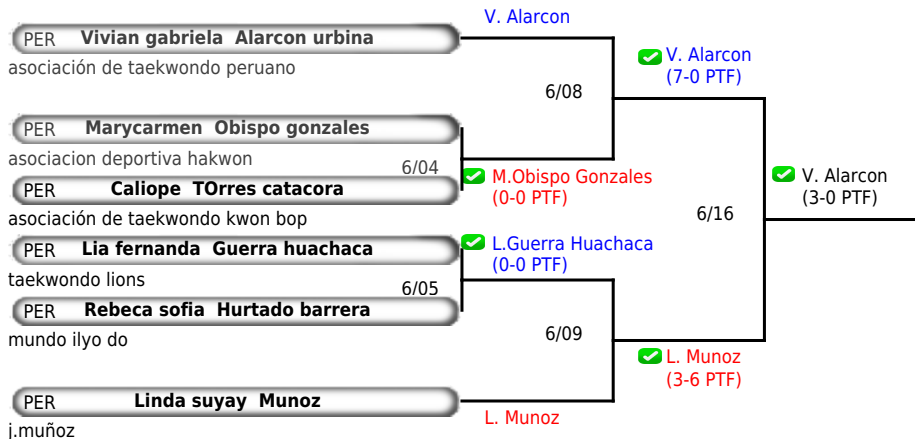 V. Alarcon
PER Vivian gabriela Alarcon urbina
asociación de taekwondo peruano
V. Alarcon
(7-0 PTF)
6/08
PER Marycarmen Obispo gonzales
asociacion deportiva hakwon
6/04
M.Obispo Gonzales
(0-0 PTF)
V. Alarcon
(3-0 PTF)
PER Caliope TOrres catacora
asociación de taekwondo kwon bop
6/16
PER Lia fernanda Guerra huachaca
L.Guerra Huachaca
(0-0 PTF)
taekwondo lions
6/05
PER Rebeca sofia Hurtado barrera
mundo ilyo do
6/09
L. Munoz
(3-6 PTF)
PER Linda suyay Munoz
L. Munoz
j.muñoz